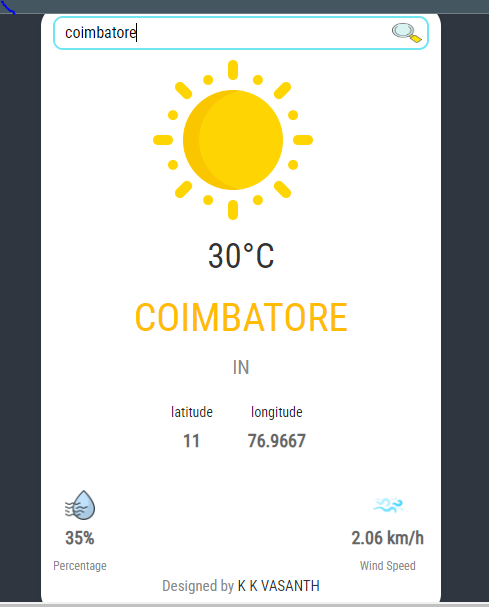 coimbatore
30°C
COIMBATORE
IN
latitude longitude
11 76.9667
35% 2.06 km/h
Percentage Wind Speed
Designed by K K VASANTH